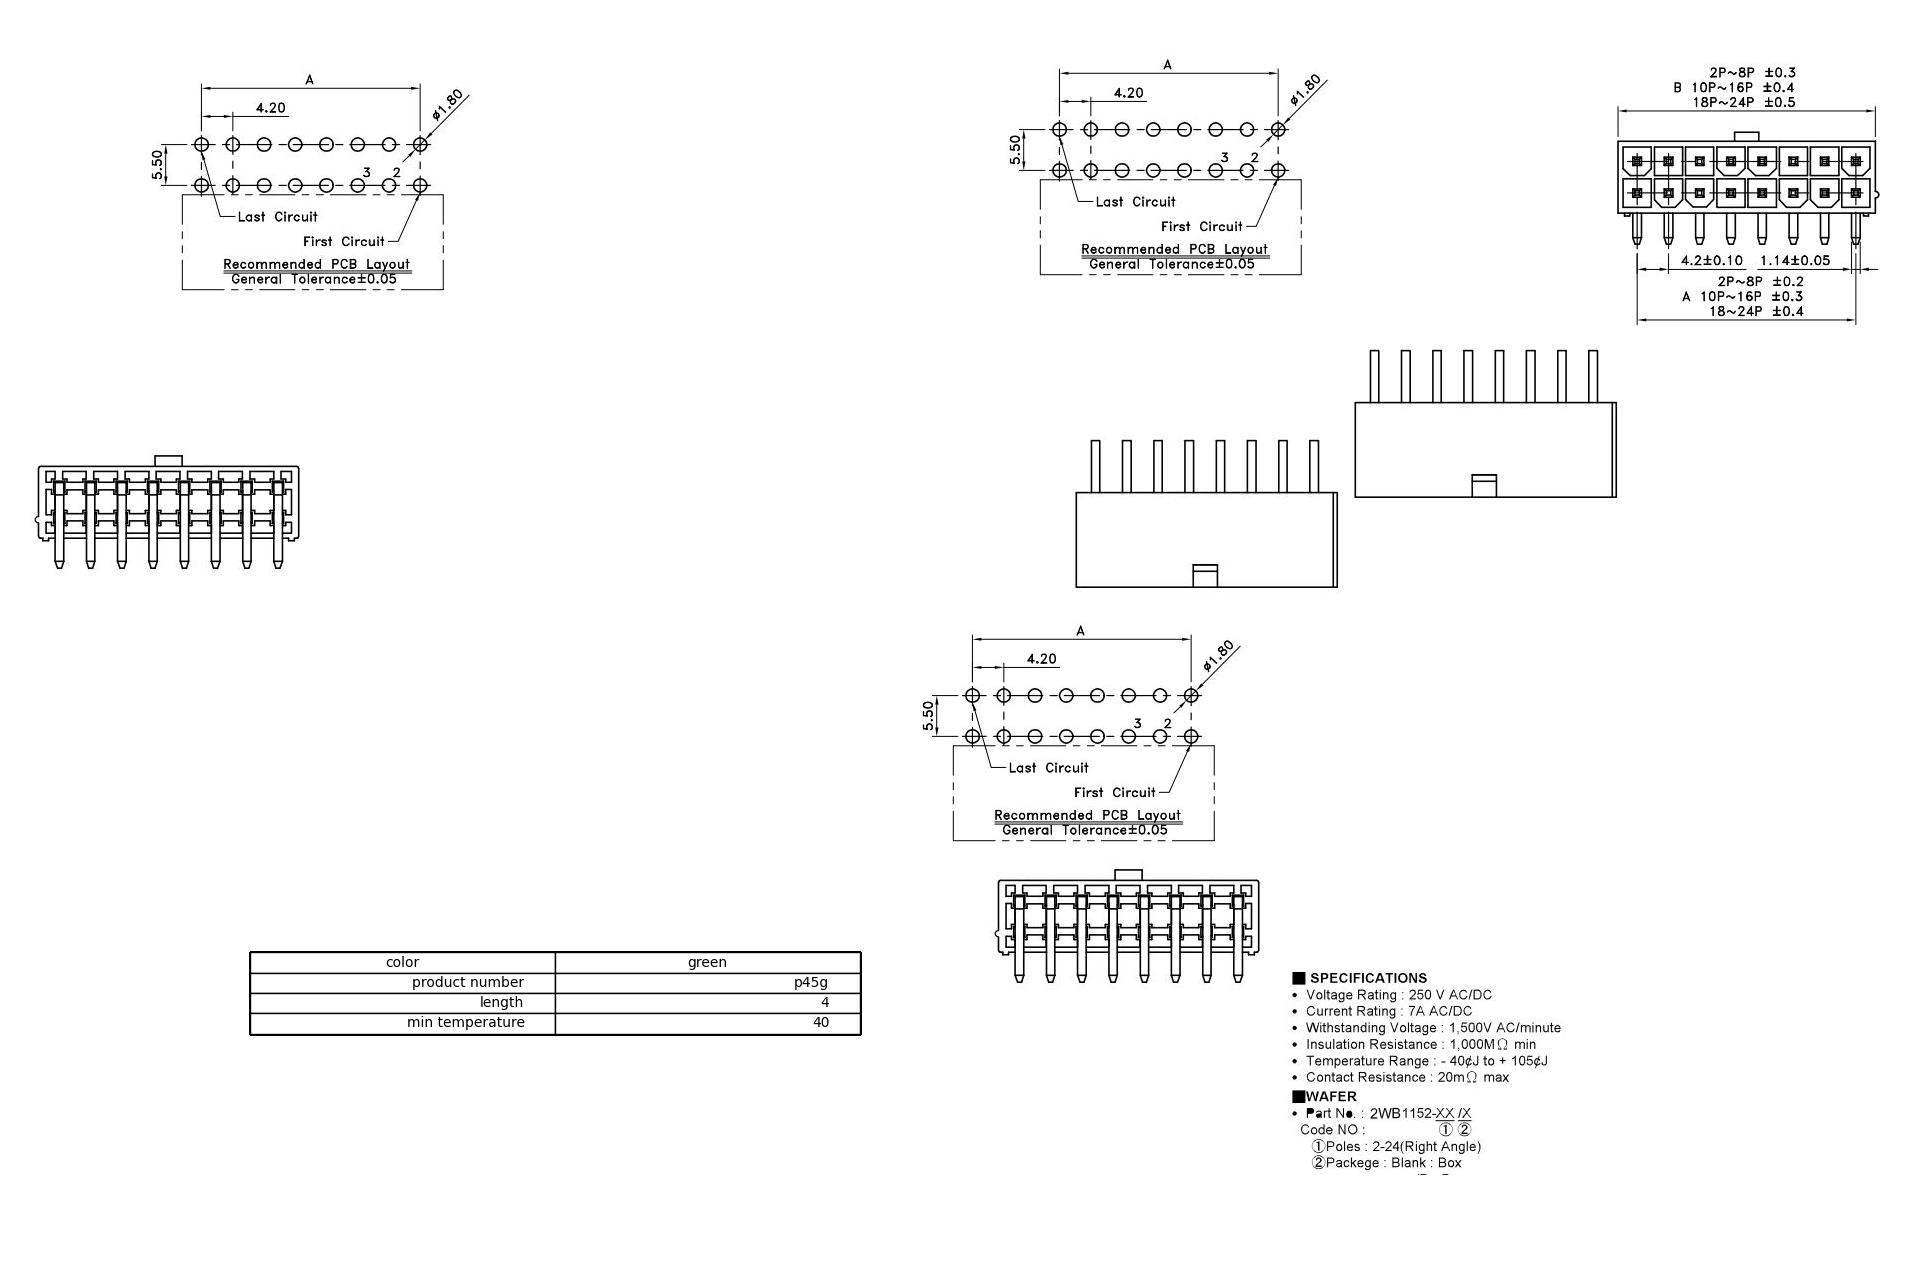 A
4.20
ø1.80
5.50
3 2
Last Circuit
First Circuit
Recommended PCB Layout
General Tolerance±0.05
A
4.20
ø1.80
5.50
3 2
Last Circuit
First Circuit
Recommended PCB Layout
General Tolerance±0.05
2P~8P ±0.3
B 10P~16P ±0.4
18P~24P ±0.5
4.2±0.10 1.14±0.05
2P~8P ±0.2
A 10P~16P ±0.3
18~24P ±0.4
A
4.20
ø1.80
5.50
3 2
Last Circuit
First Circuit
Recommended PCB Layout
General Tolerance±0.05
color green
product number p45g
length 4
min temperature 40
■ SPECIFICATIONS
• Voltage Rating : 250 V AC/DC
• Current Rating : 7A AC/DC
• Withstanding Voltage : 1,500V AC/minute
• Insulation Resistance : 1,000MΩ min
• Temperature Range : - 40¢J to + 105¢J
• Contact Resistance : 20mΩ max
■WAFER
• Part No. : 2WB1152-XX /X
Code NO : ① ②
①Poles : 2-24(Right Angle)
②Packege : Blank : Box